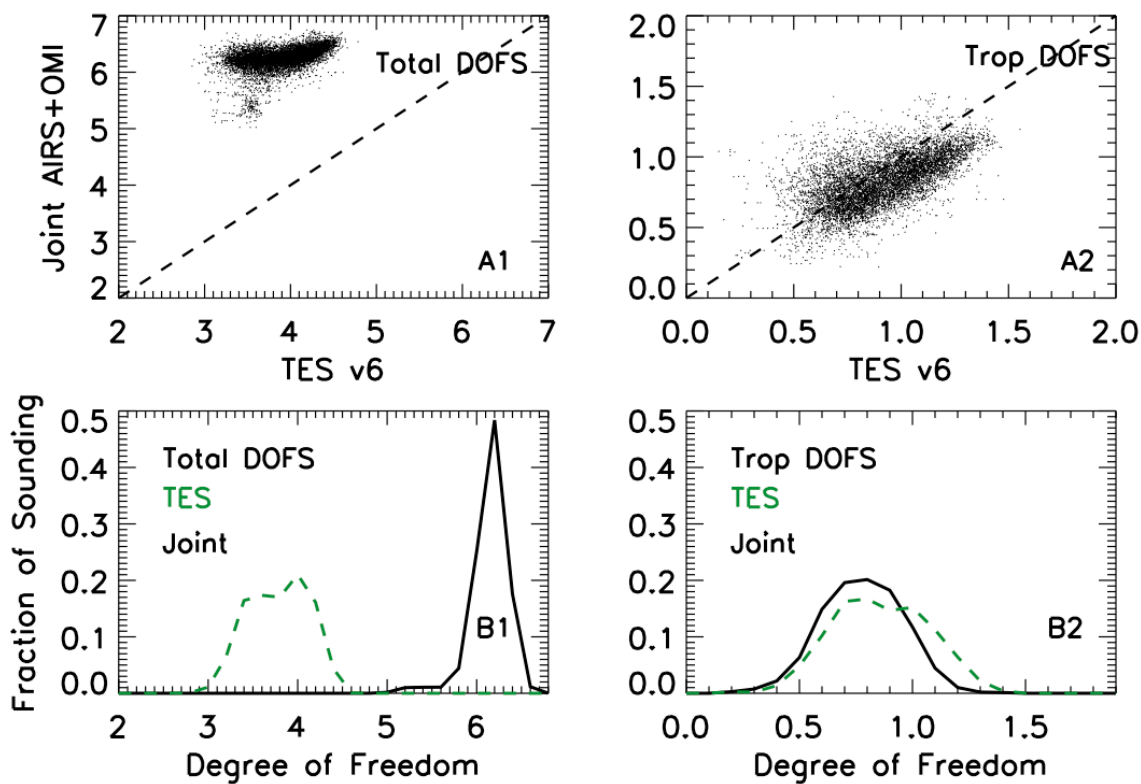 7
6
5
4
3
2
Joint AIRS+OMI
Total DOFS
A1
2 3 4 5 6 7
TES v6
2.0
1.5
1.0
0.5
0.0
Trop DOFS
A2
0.0 0.5 1.0 1.5 2.0
TES v6
0.5
0.4
0.3
0.2
0.1
0.0
Fraction of Sounding
Total DOFS
TES
Joint
B1
2 3 4 5 6
Degree of Freedom
0.5
0.4
0.3
0.2
0.1
0.0
Trop DOFS
TES
Joint
B2
0.0 0.5 1.0 1.5
Degree of Freedom